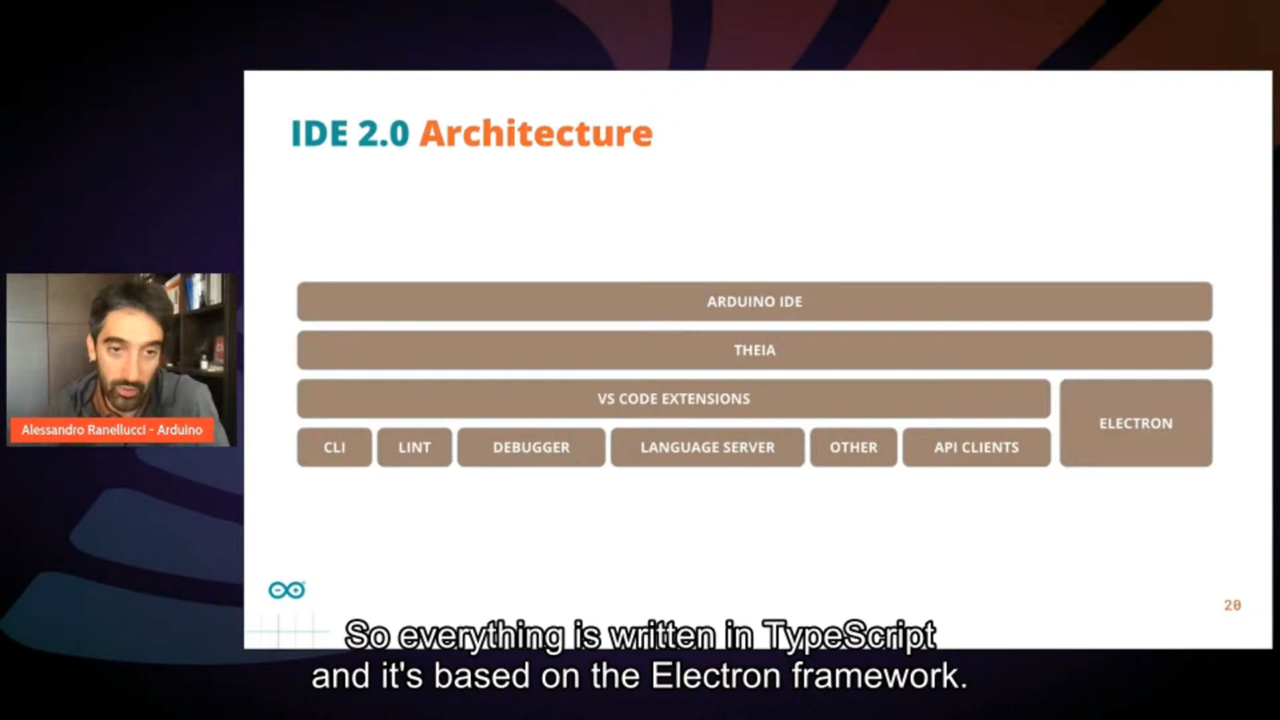 IDE 2.0 Architecture
ARDUINO IDE
THEIA
VS CODE EXTENSIONS
ELECTRON
CLI LINT DEBUGGER LANGUAGE SERVER OTHER API CLIENTS
Alessandro Ranellucci - Arduino
20
So everything is written in TypeScript
and it's based on the Electron framework.